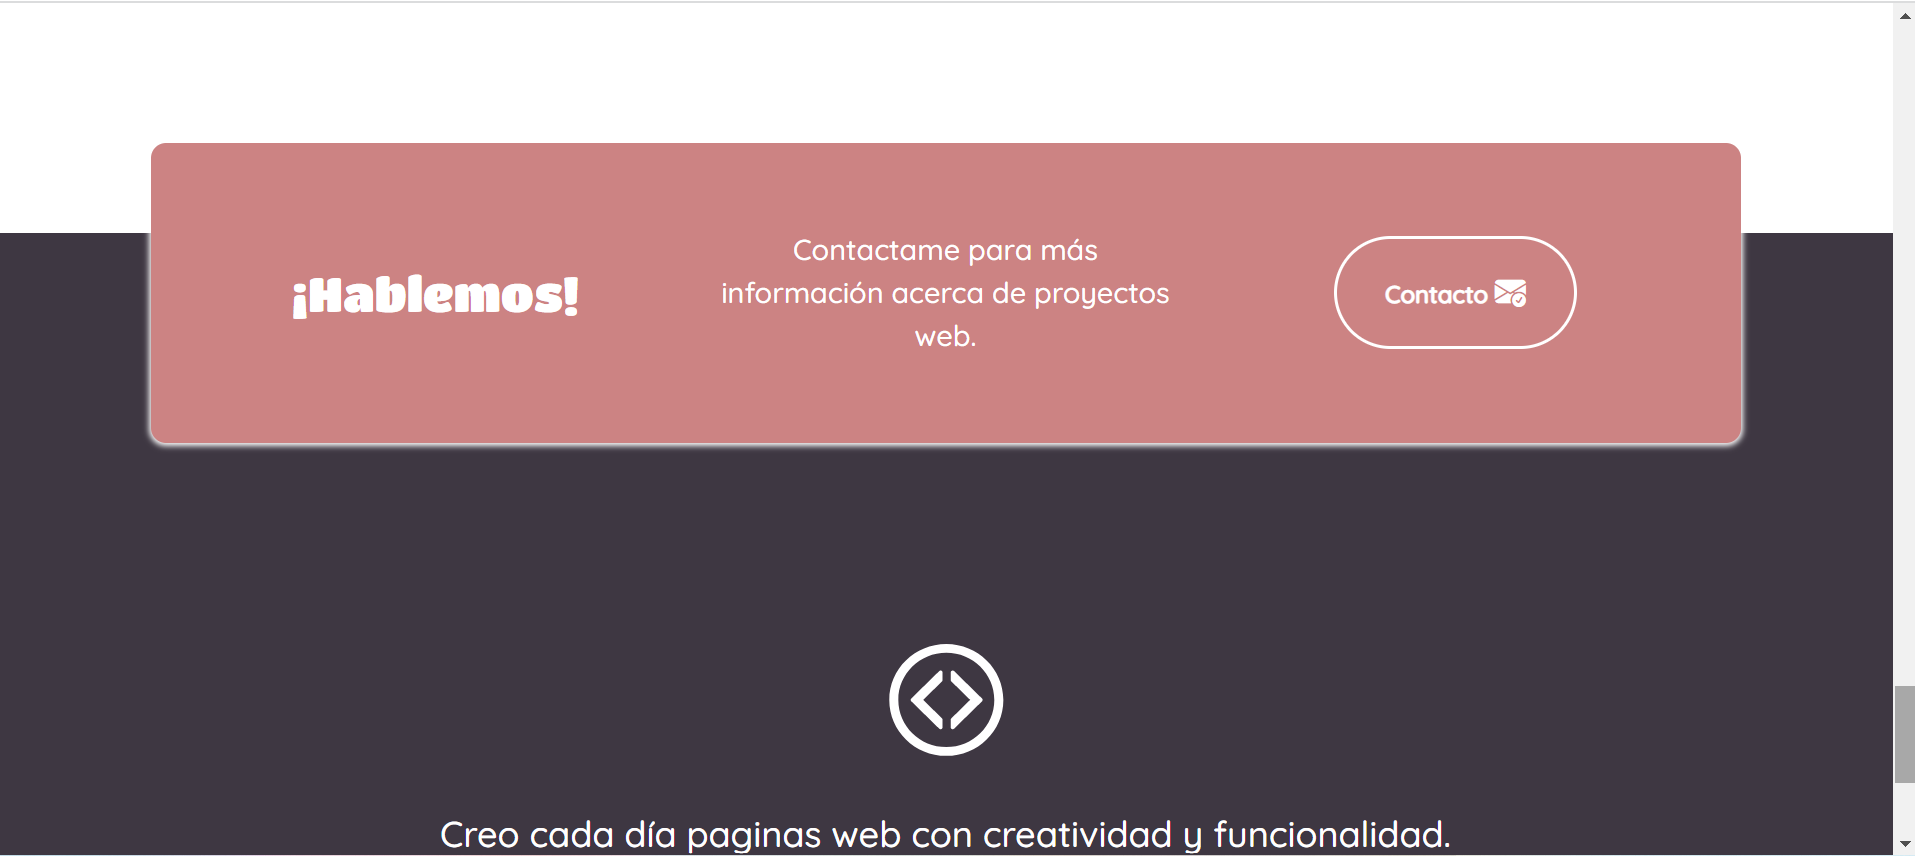 ¡Hablemos!
Contactame para más
información acerca de proyectos
web.
Contacto
Creo cada día paginas web con creatividad y funcionalidad.